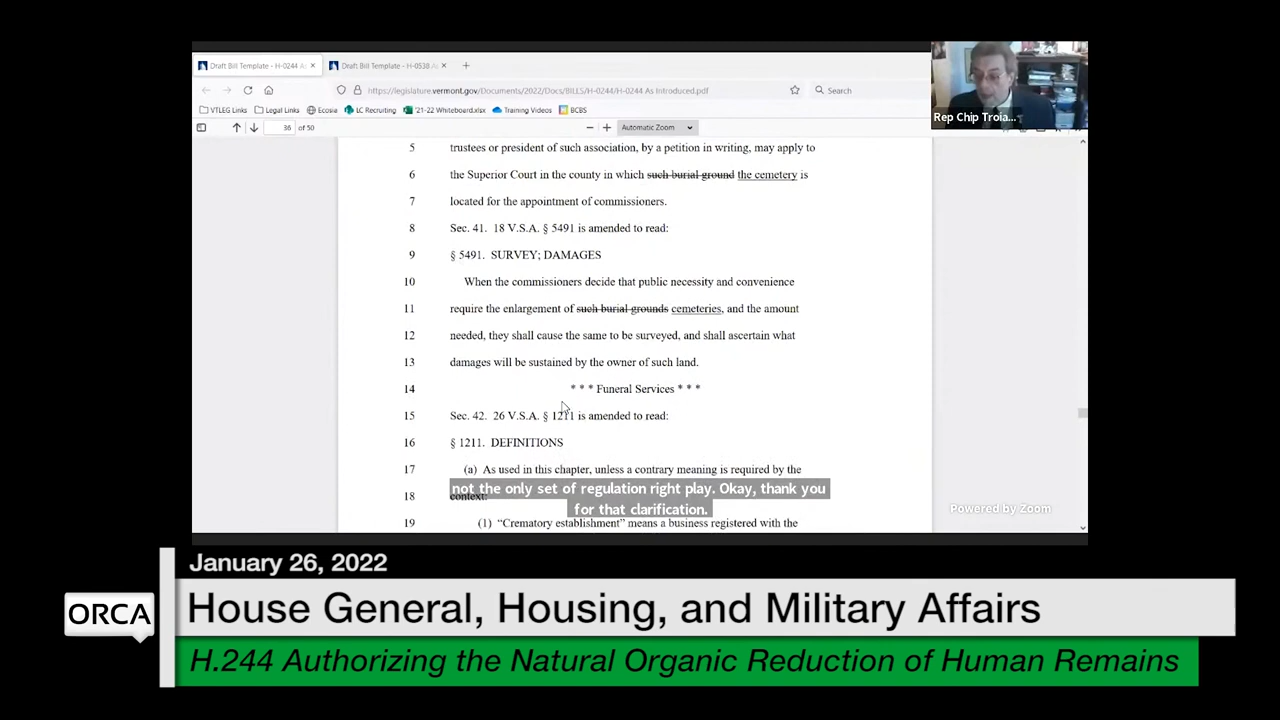 Draft Bill Template - H-0244 As
Draft Bill Template - H-0538 A
https://legislature.vermont.gov/Documents/2022/Docs/BILLS/H-0244/H-0244 As Introduced.pdf
Search
VTLEG Links
Legal Links
Ecosia
LC Recruiting
'21-22 Whiteboard.xlsx
Training Videos
BCBS
Rep Chip Troia...
36 of 50
Automatic Zoom
5 trustees or president of such association, by a petition in writing, may apply to
6 the Superior Court in the county in which such burial ground the cemetery is
7 located for the appointment of commissioners.
8 Sec. 41. 18 V.S.A. § 5491 is amended to read:
9 § 5491. SURVEY; DAMAGES
10 When the commissioners decide that public necessity and convenience
11 require the enlargement of such burial grounds cemeteries, and the amount
12 needed, they shall cause the same to be surveyed, and shall ascertain what
13 damages will be sustained by the owner of such land.
14 * * * Funeral Services * * *
15 Sec. 42. 26 V.S.A. § 1211 is amended to read:
16 § 1211. DEFINITIONS
17 (a) As used in this chapter, unless a contrary meaning is required by the
18 context:
not the only set of regulation right play. Okay, thank you
for that clarification.
19 (1) “Crematory establishment” means a business registered with the
Powered by Zoom
January 26, 2022
ORCA
House General, Housing, and Military Affairs
H.244 Authorizing the Natural Organic Reduction of Human Remains